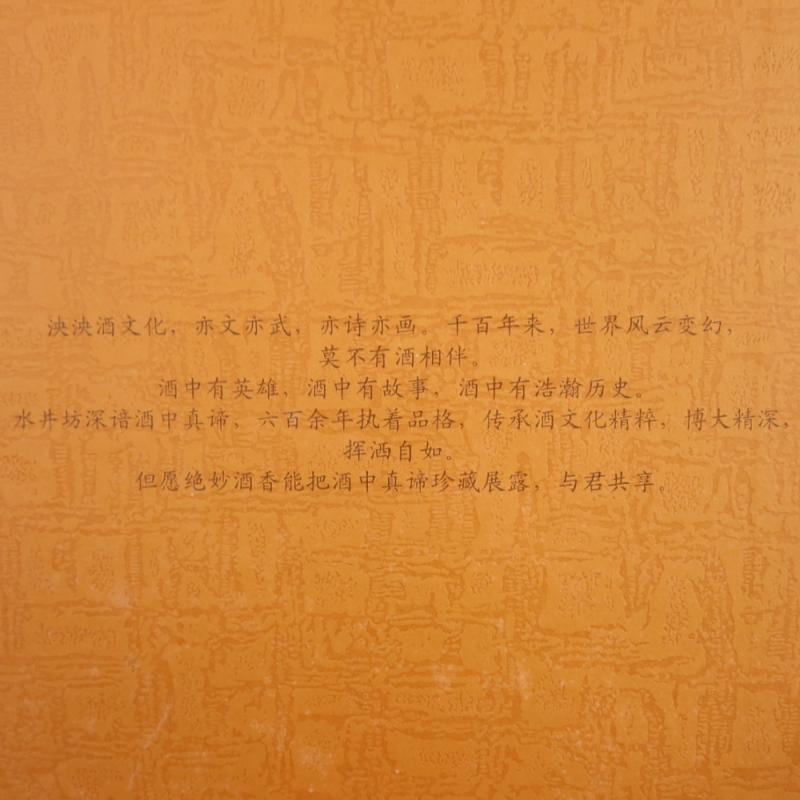 泱泱酒文化，亦文亦武，亦诗亦画。千百年来，世界风云变幻，
莫不有酒相伴。
酒中有英雄，酒中有故事，酒中有浩瀚历史。
水井坊深谙酒中真谛，六百余年执着品格，传承酒文化精粹，博大精深，
挥洒自如。
但愿绝妙酒香能把酒中真谛珍藏展露，与君共享。